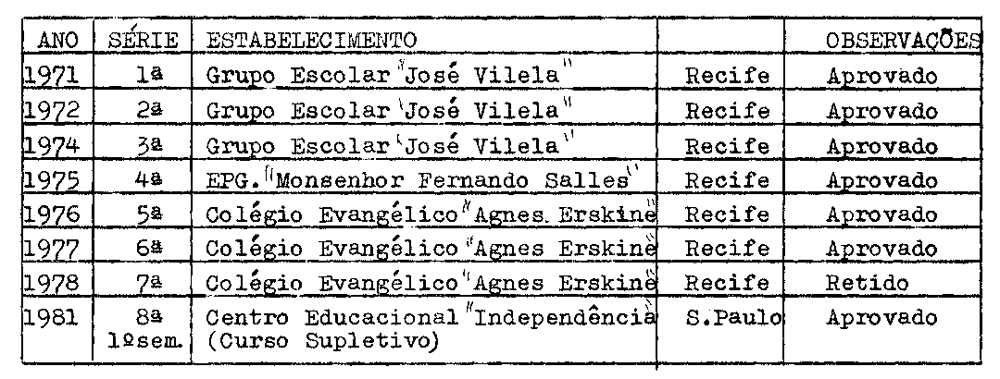 ANO SÉRIE ESTABELECIMENTO OBSERVAÇÕES
1971 1ª Grupo Escolar "José Vilela" Recife Aprovado
1972 2ª Grupo Escolar "José Vilela" Recife Aprovado
1974 3ª Grupo Escolar "José Vilela" Recife Aprovado
1975 4ª EPG. "Monsenhor Fernando Salles" Recife Aprovado
1976 5ª Colégio Evangélico "Agnes Erskine" Recife Aprovado
1977 6ª Colégio Evangélico "Agnes Erskine" Recife Aprovado
1978 7ª Colégio Evangélico "Agnes Erskine" Recife Retido
1981 8ª Centro Educacional "Independência" S.Paulo Aprovado
1ºsem. (Curso Supletivo)